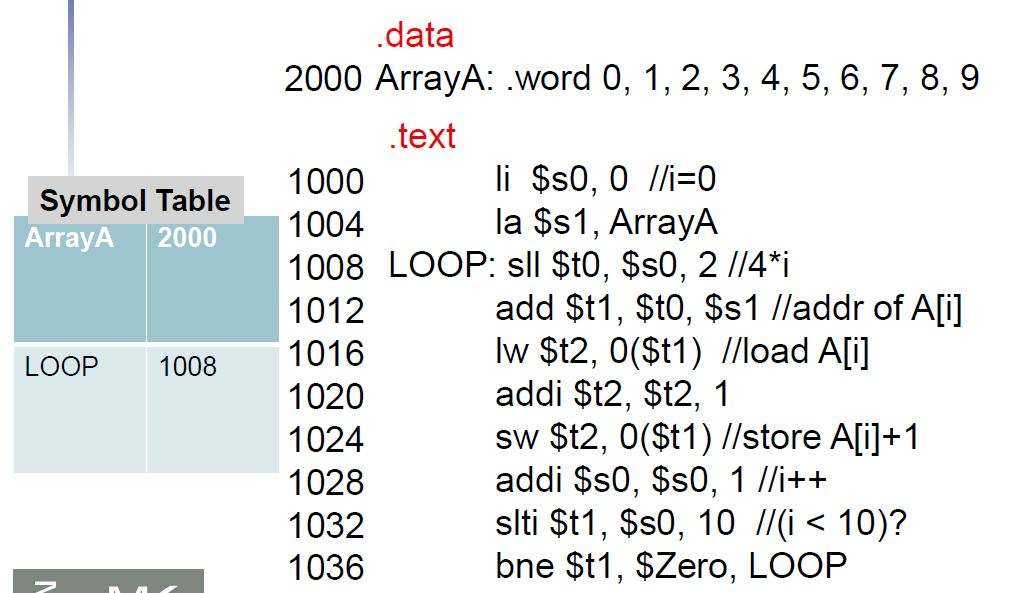 .data
2000 ArrayA: .word 0, 1, 2, 3, 4, 5, 6, 7, 8, 9
.text
Symbol Table
ArrayA 2000
LOOP 1008
1000 li $s0, 0 //i=0
1004 la $s1, ArrayA
1008 LOOP: sll $t0, $s0, 2 //4*i
1012 add $t1, $t0, $s1 //addr of A[i]
1016 lw $t2, 0($t1) //load A[i]
1020 addi $t2, $t2, 1
1024 sw $t2, 0($t1) //store A[i]+1
1028 addi $s0, $s0, 1 //i++
1032 slti $t1, $s0, 10 //(i < 10)?
1036 bne $t1, $Zero, LOOP